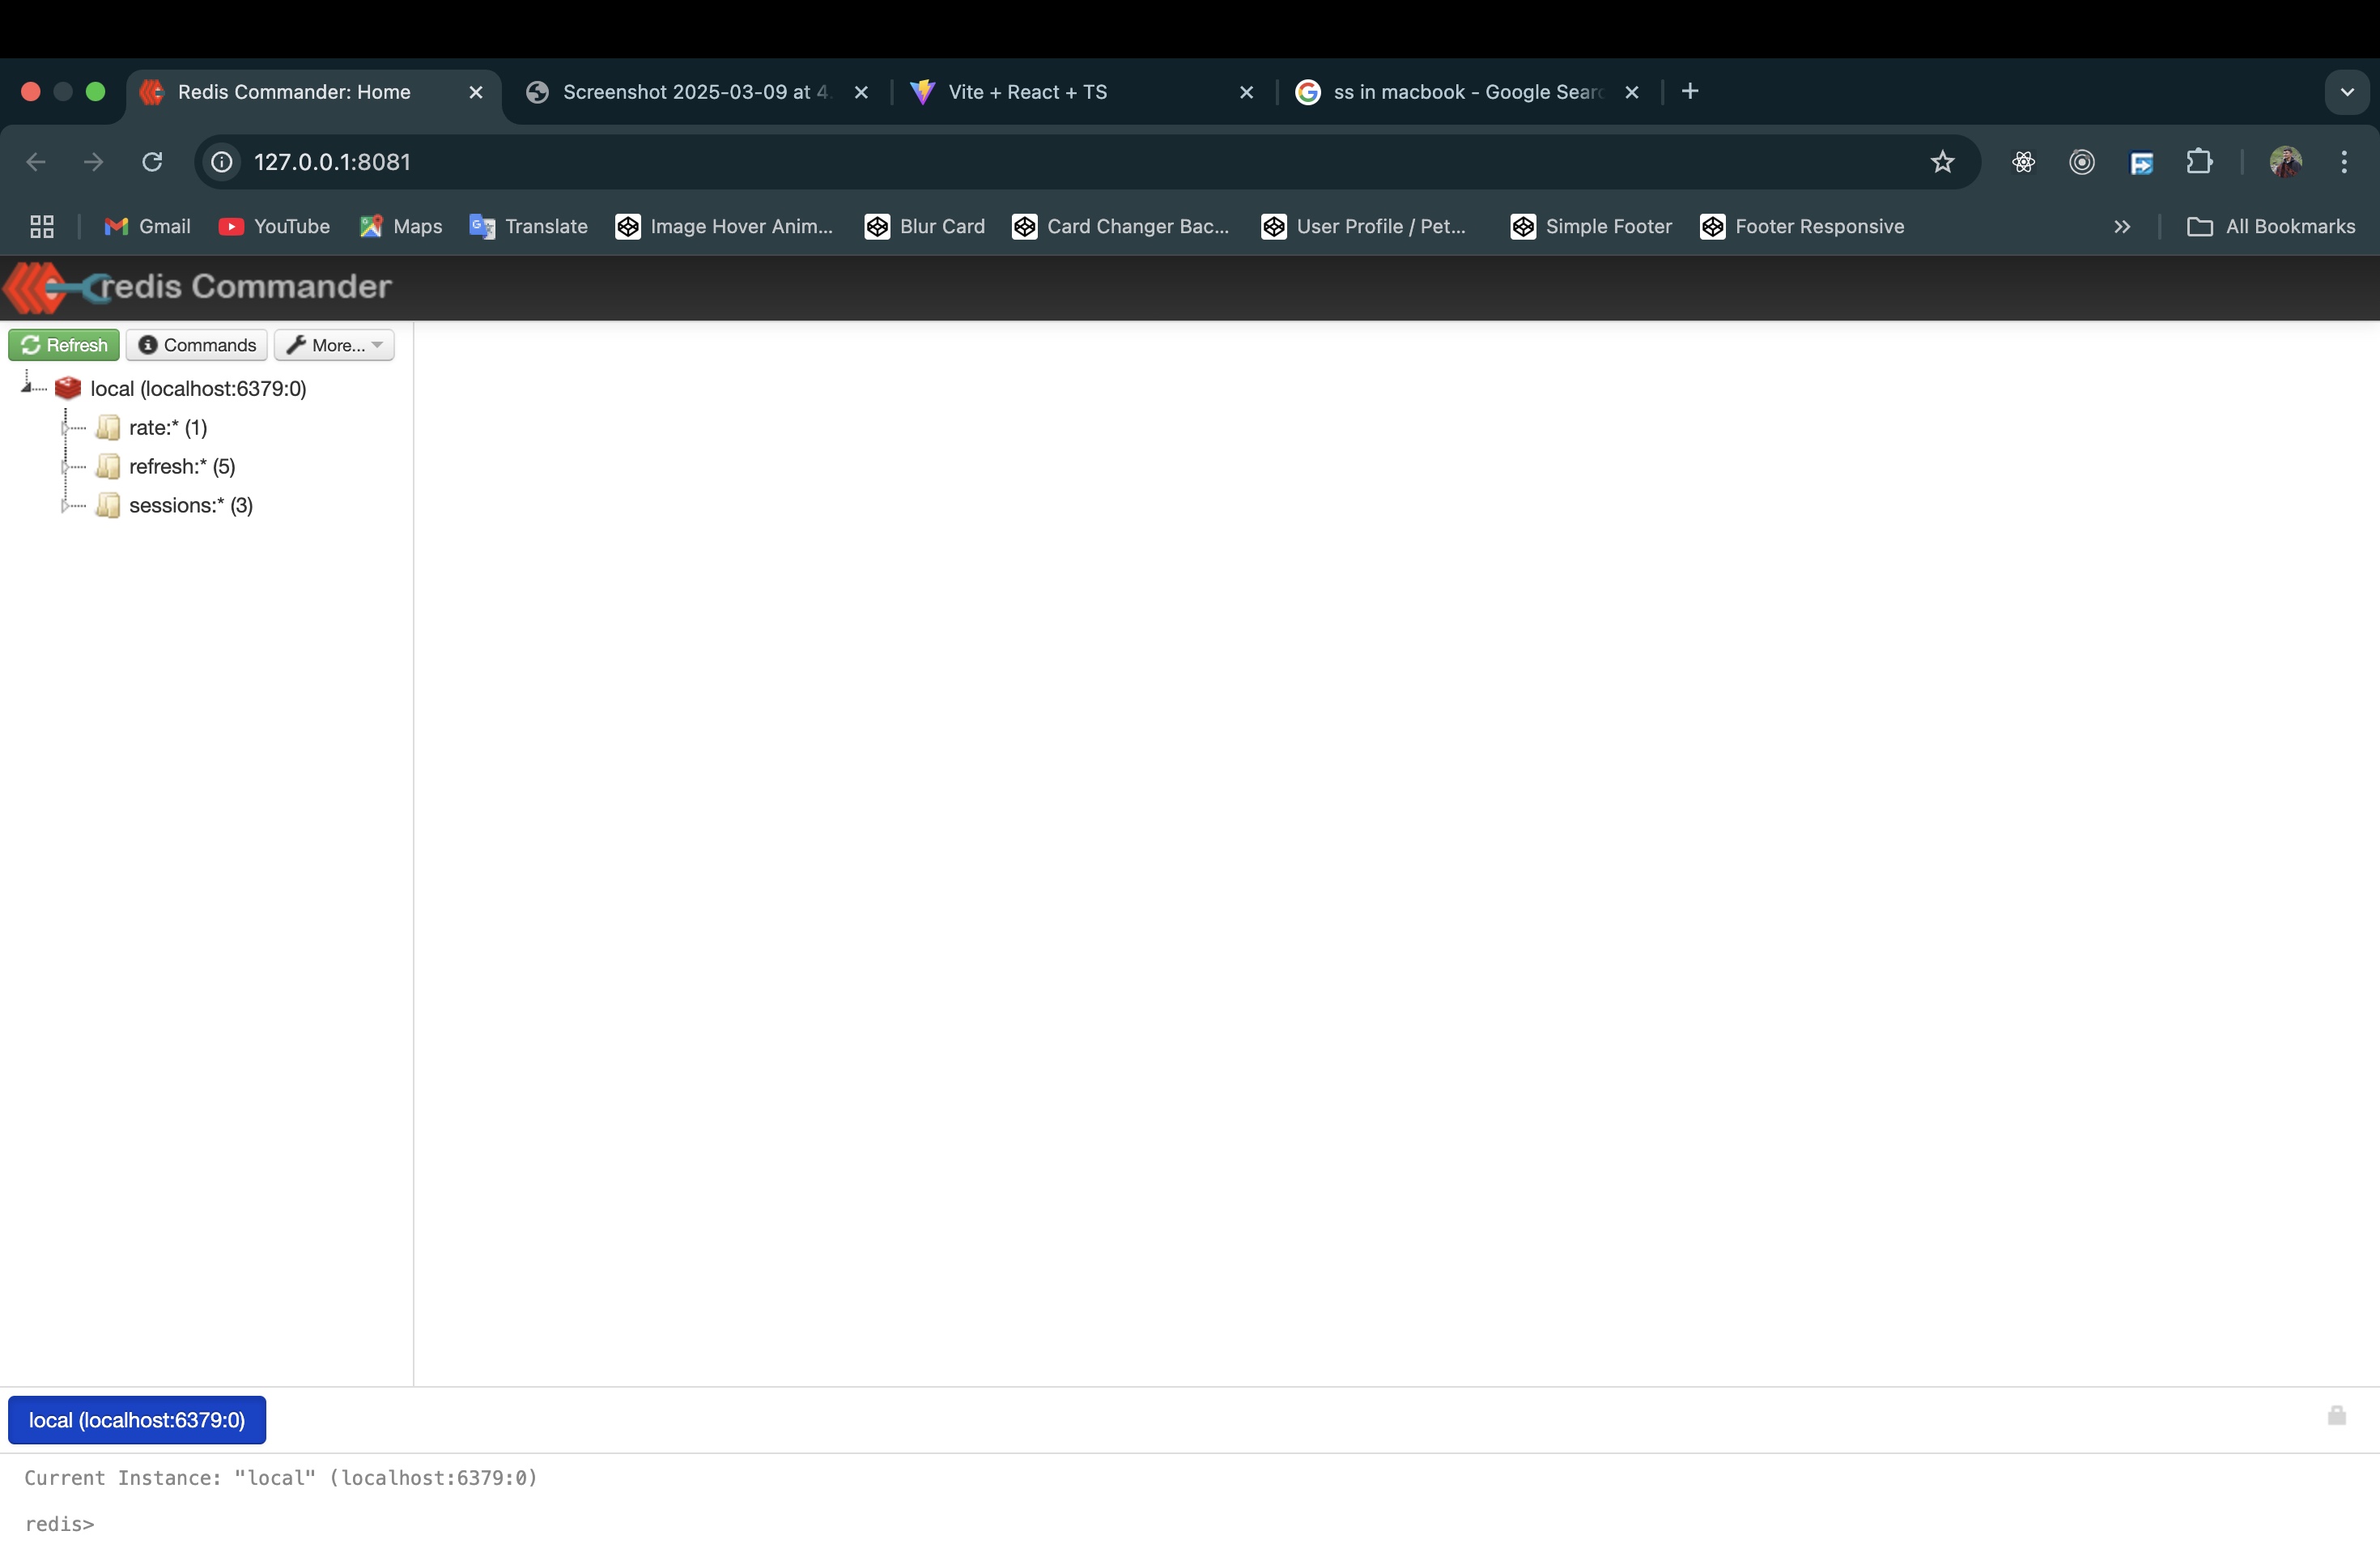 Redis Commander: Home
Screenshot 2025-03-09 at 4.
Vite + React + TS
ss in macbook - Google Sear
127.0.0.1:8081
Gmail
YouTube
Maps
Translate
Image Hover Anim...
Blur Card
Card Changer Bac...
User Profile / Pet...
Simple Footer
Footer Responsive
All Bookmarks
redis Commander
Refresh
Commands
More...
local (localhost:6379:0)
rate:* (1)
refresh:* (5)
sessions:* (3)
local (localhost:6379:0)
Current Instance: "local" (localhost:6379:0)
redis>